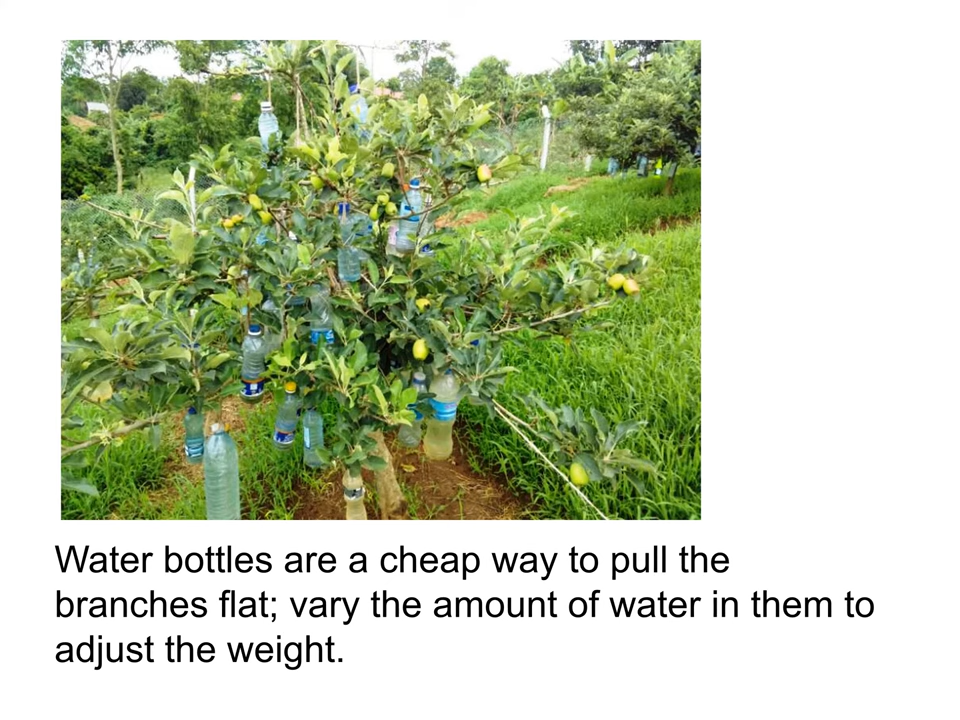 Water bottles are a cheap way to pull the
branches flat; vary the amount of water in them to
adjust the weight.